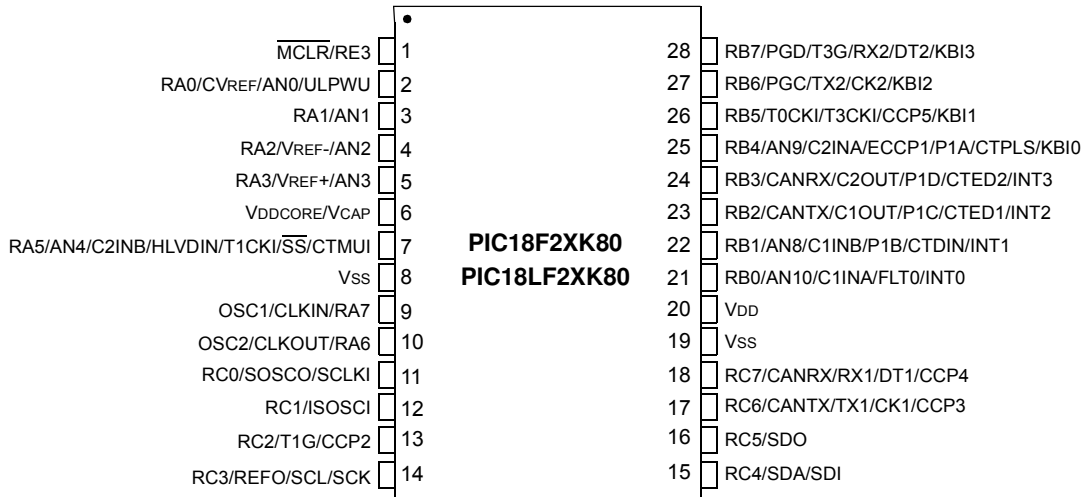 MCLR/RE3 1
RA0/CVREF/AN0/ULPWU 2
RA1/AN1 3
RA2/VREF-/AN2 4
RA3/VREF+/AN3 5
VDDCORE/VCAP 6
RA5/AN4/C2INB/HLVDIN/T1CKI/SS/CTMUI 7
VSS 8
OSC1/CLKIN/RA7 9
OSC2/CLKOUT/RA6 10
RC0/SOSCO/SCLKI 11
RC1/ISOSCI 12
RC2/T1G/CCP2 13
RC3/REFO/SCL/SCK 14
PIC18F2XK80
PIC18LF2XK80
28 RB7/PGD/T3G/RX2/DT2/KBI3
27 RB6/PGC/TX2/CK2/KBI2
26 RB5/T0CKI/T3CKI/CCP5/KBI1
25 RB4/AN9/C2INA/ECCP1/P1A/CTPLS/KBI0
24 RB3/CANRX/C2OUT/P1D/CTED2/INT3
23 RB2/CANTX/C1OUT/P1C/CTED1/INT2
22 RB1/AN8/C1INB/P1B/CTDIN/INT1
21 RB0/AN10/C1INA/FLT0/INT0
20 VDD
19 VSS
18 RC7/CANRX/RX1/DT1/CCP4
17 RC6/CANTX/TX1/CK1/CCP3
16 RC5/SDO
15 RC4/SDA/SDI